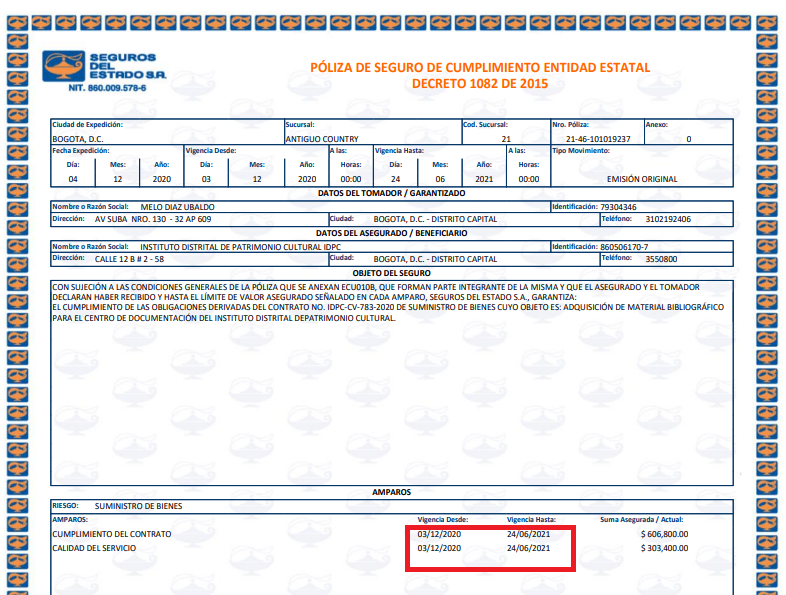 SEGUROS
DEL
ESTADO S.A.
NIT. 860.009.578-6
PÓLIZA DE SEGURO DE CUMPLIMIENTO ENTIDAD ESTATAL
DECRETO 1082 DE 2015
Ciudad de Expedición: Sucursal: Cod. Sucursal: Nro. Póliza: Anexo:
BOGOTA, D.C. ANTIGUO COUNTRY 21 21-46-101019237 0
Fecha Expedición: Vigencia Desde: A las: Vigencia Hasta: A las: Tipo Movimiento:
Día: Mes: Año: Día: Mes: Año: Horas: Día: Mes: Año: Horas:
04 12 2020 03 12 2020 00:00 24 06 2021 00:00 EMISIÓN ORIGINAL
DATOS DEL TOMADOR / GARANTIZADO
Nombre o Razón Social: MELO DIAZ UBALDO Identificación: 79304346
Dirección: AV SUBA NRO. 130 - 32 AP 609 Ciudad: BOGOTA, D.C. - DISTRITO CAPITAL Teléfono: 3102192406
DATOS DEL ASEGURADO / BENEFICIARIO
Nombre o Razón Social: INSTITUTO DISTRITAL DE PATRIMONIO CULTURAL IDPC Identificación: 860506170-7
Dirección: CALLE 12 B # 2 - 58 Ciudad: BOGOTA, D.C. - DISTRITO CAPITAL Teléfono: 3550800
OBJETO DEL SEGURO
CON SUJECIÓN A LAS CONDICIONES GENERALES DE LA PÓLIZA QUE SE ANEXAN ECU010B, QUE FORMAN PARTE INTEGRANTE DE LA MISMA Y QUE EL ASEGURADO Y EL TOMADOR
DECLARAN HABER RECIBIDO Y HASTA EL LÍMITE DE VALOR ASEGURADO SEÑALADO EN CADA AMPARO, SEGUROS DEL ESTADO S.A., GARANTIZA:
EL CUMPLIMIENTO DE LAS OBLIGACIONES DERIVADAS DEL CONTRATO NO. IDPC-CV-783-2020 DE SUMINISTRO DE BIENES CUYO OBJETO ES: ADQUISICIÓN DE MATERIAL BIBLIOGRÁFICO
PARA EL CENTRO DE DOCUMENTACIÓN DEL INSTITUTO DISTRITAL DEPATRIMONIO CULTURAL.
AMPAROS
RIESGO: SUMINISTRO DE BIENES
AMPAROS: Vigencia Desde: Vigencia Hasta: Suma Asegurada / Actual:
CUMPLIMIENTO DEL CONTRATO 03/12/2020 24/06/2021 $ 606,800.00
CALIDAD DEL SERVICIO 03/12/2020 24/06/2021 $ 303,400.00